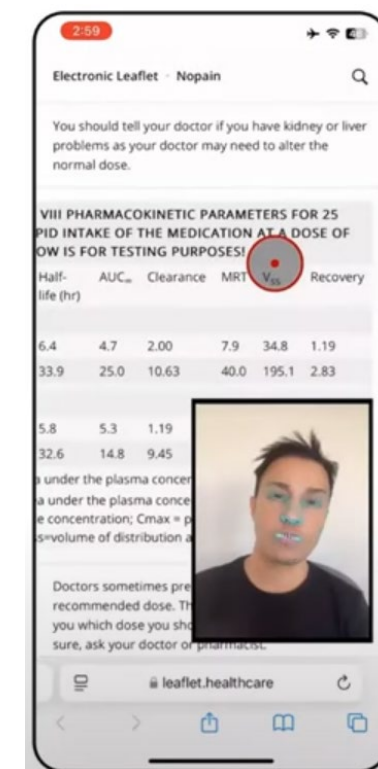 2:59
Electronic Leaflet · Nopain
You should tell your doctor if you have kidney or liver
problems as your doctor may need to alter the
normal dose.
VIII PHARMACOKINETIC PARAMETERS FOR 25
PID INTAKE OF THE MEDICATION AT A DOSE OF
OW IS FOR TESTING PURPOSES!
Half-life (hr) AUC∞ Clearance MRT Vss Recovery
6.4 4.7 2.00 7.9 34.8 1.19
33.9 25.0 10.63 40.0 195.1 2.83
5.8 5.3 1.19
32.6 14.8 9.45
a under the plasma concer
a under the plasma conce
e concentration; Cmax = p
s=volume of distribution a
Doctors sometimes pre
recommended dose. Th
you which dose you sho
sure, ask your doctor or pharmacist.
leaflet.healthcare